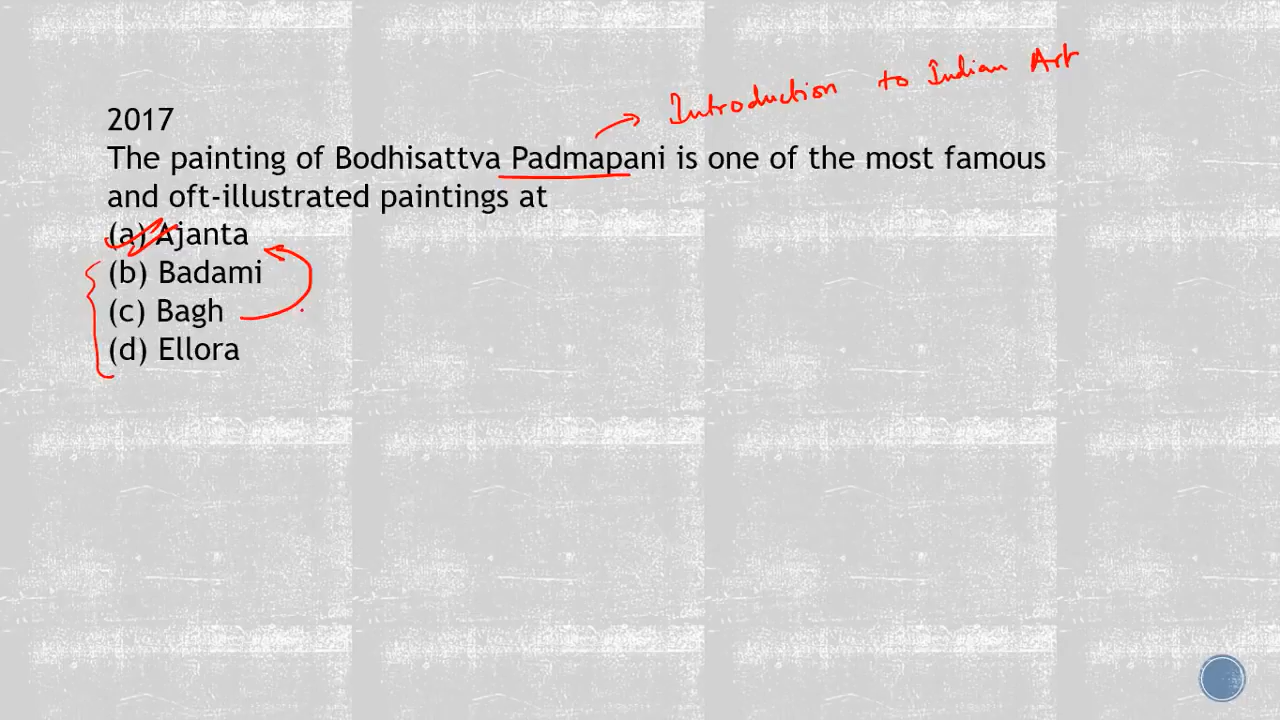 Introduction to Indian Art
2017
The painting of Bodhisattva Padmapani is one of the most famous
and oft-illustrated paintings at
(a) Ajanta
(b) Badami
(c) Bagh
(d) Ellora